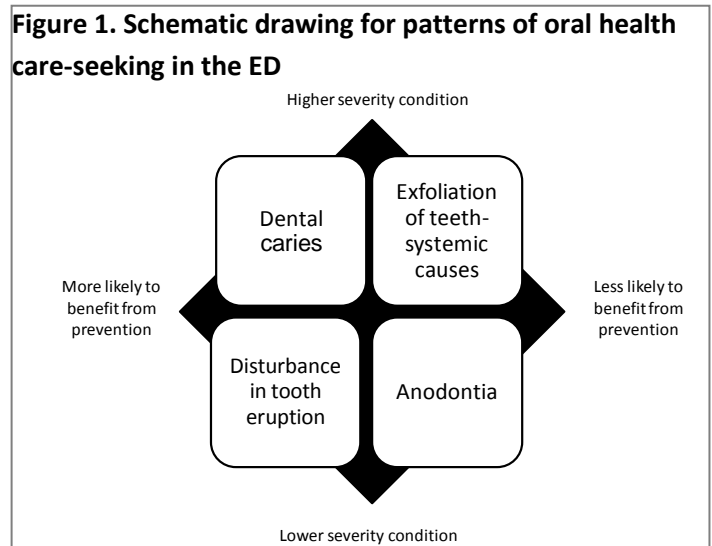 Figure 1. Schematic drawing for patterns of oral health
care-seeking in the ED
Higher severity condition
Dental
caries
Exfoliation
of teeth-
systemic
causes
More likely to
benefit from
prevention
Less likely to
benefit from
prevention
Disturbance
in tooth
eruption
Anodontia
Lower severity condition